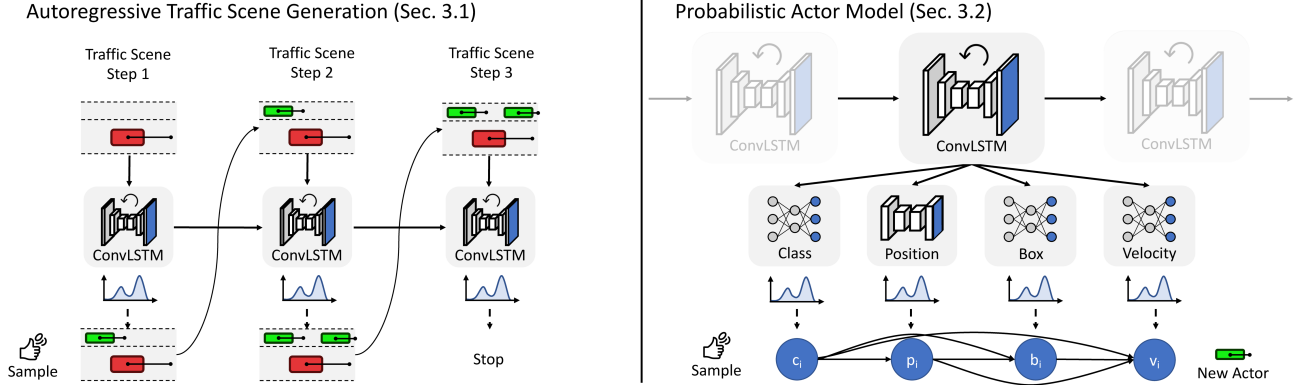 Autoregressive Traffic Scene Generation (Sec. 3.1)
Traffic Scene
Step 1
Traffic Scene
Step 2
Traffic Scene
Step 3
ConvLSTM
ConvLSTM
ConvLSTM
Sample
Stop
Probabilistic Actor Model (Sec. 3.2)
ConvLSTM
ConvLSTM
ConvLSTM
Class
Position
Box
Velocity
Sample
cᵢ
pᵢ
bᵢ
vᵢ
New Actor